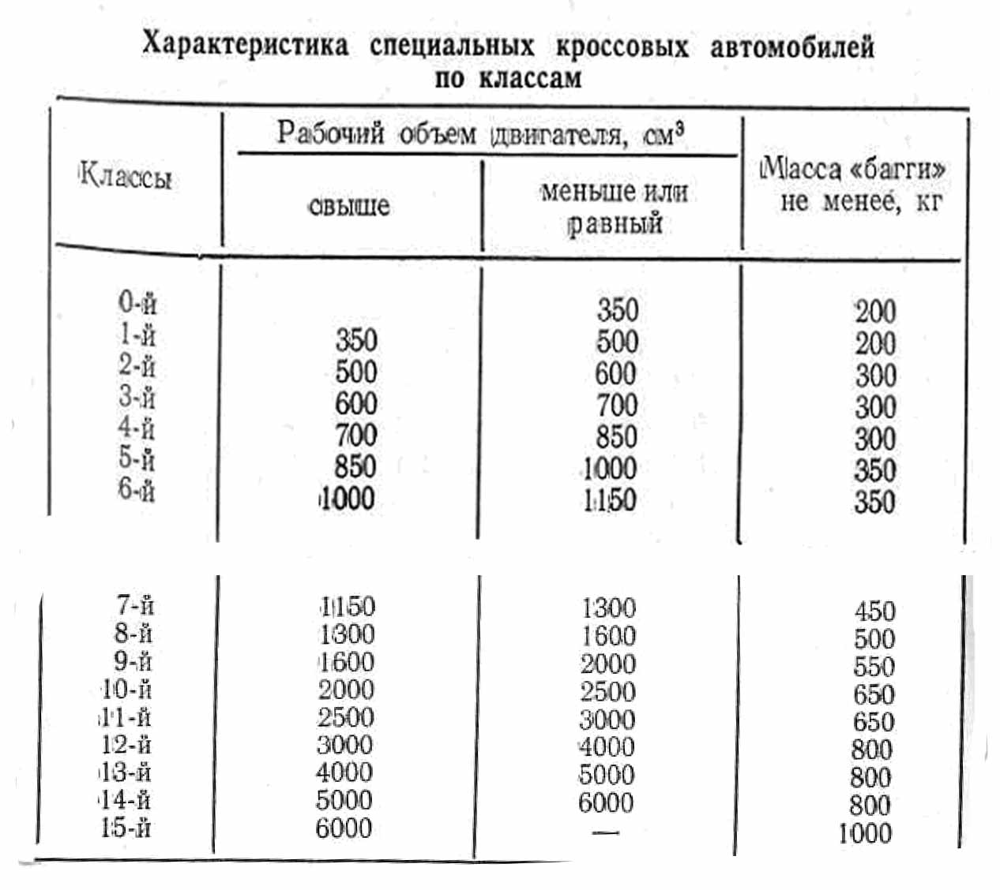 Характеристика специальных кроссовых автомобилей
по классам
Классы
Рабочий объем двигателя, см³
свыше
меньше или
равный
Масса «багги»
не менее, кг
0-й 350 200
1-й 350 500 200
2-й 500 600 300
3-й 600 700 300
4-й 700 850 300
5-й 850 1000 350
6-й 1000 1150 350
7-й 1150 1300 450
8-й 1300 1600 500
9-й 1600 2000 550
10-й 2000 2500 650
11-й 2500 3000 650
12-й 3000 4000 800
13-й 4000 5000 800
14-й 5000 6000 800
15-й 6000 — 1000